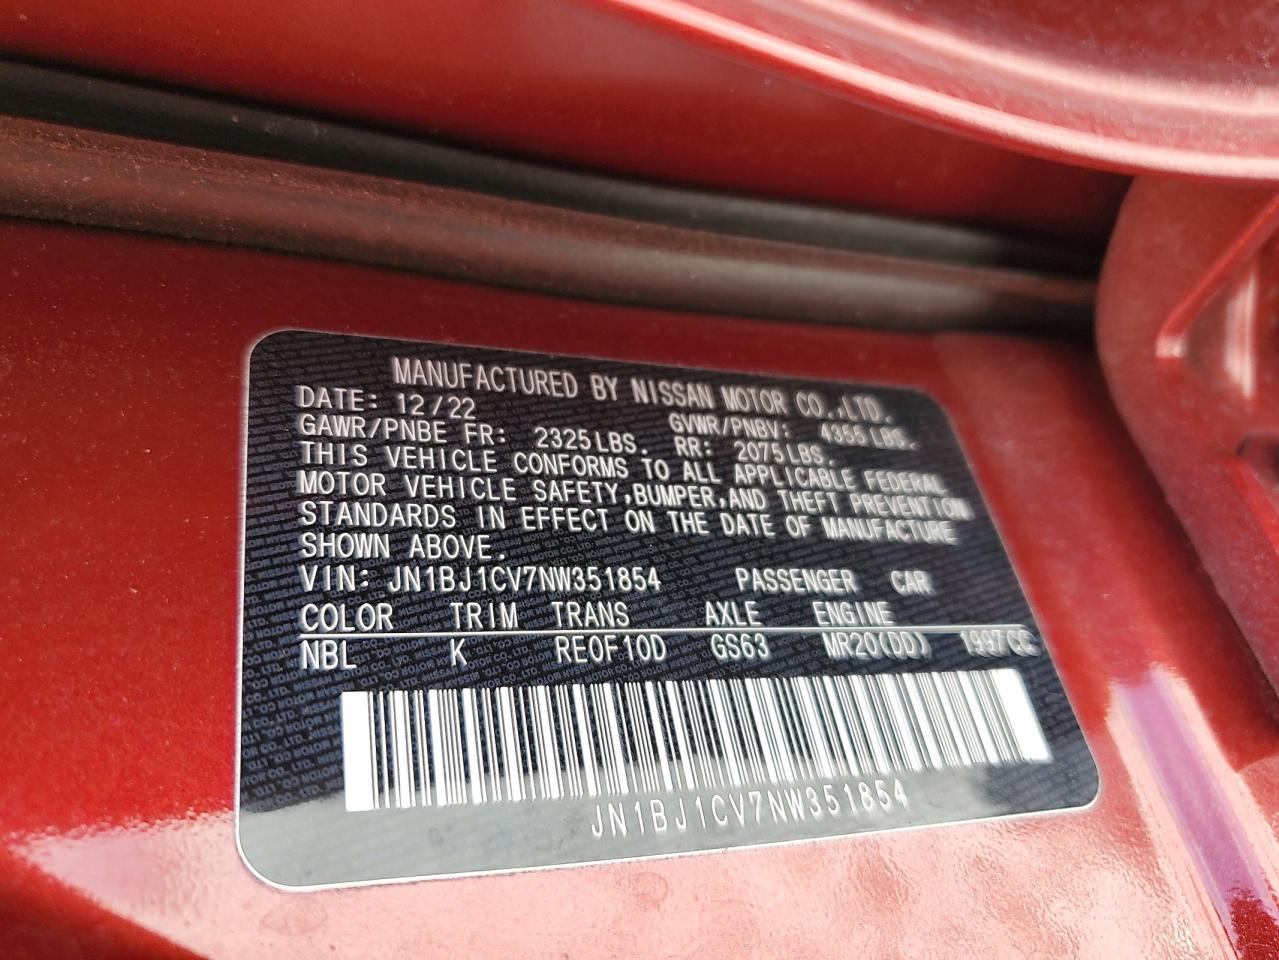 MANUFACTURED BY NISSAN MOTOR CO.,LTD.
DATE: 12/22 GVWR/PNBV: 4355 LBS.
GAWR/PNBE FR: 2325LBS. RR: 2075LBS.
THIS VEHICLE CONFORMS TO ALL APPLICABLE FEDERAL
MOTOR VEHICLE SAFETY,BUMPER,AND THEFT PREVENTION
STANDARDS IN EFFECT ON THE DATE OF MANUFACTURE
SHOWN ABOVE.
VIN: JN1BJ1CV7NW351854 PASSENGER CAR
COLOR TRIM TRANS AXLE ENGINE
NBL K RE0F10D GS63 MR20(DD) 1997CC
JN1BJ1CV7NW351854